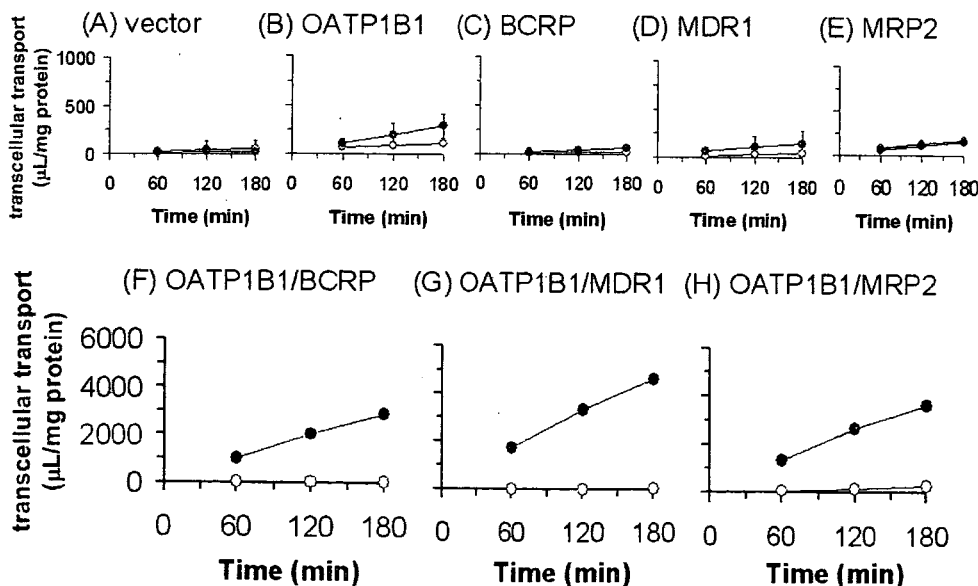 (A) vector (B) OATP1B1 (C) BCRP (D) MDR1 (E) MRP2
transcellular transport
(μL/mg protein)
1000
500
0
0 60 120 180 0 60 120 180 0 60 120 180 0 60 120 180 0 60 120 180
Time (min) Time (min) Time (min) Time (min) Time (min)
(F) OATP1B1/BCRP (G) OATP1B1/MDR1 (H) OATP1B1/MRP2
transcellular transport
(μL/mg protein)
6000
4000
2000
0
0 60 120 180 0 60 120 180 0 60 120 180
Time (min) Time (min) Time (min)